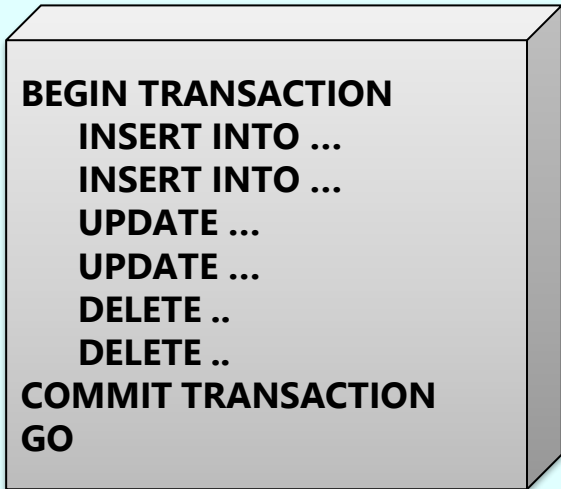 BEGIN TRANSACTION
INSERT INTO …
INSERT INTO …
UPDATE …
UPDATE …
DELETE ..
DELETE ..
COMMIT TRANSACTION
GO